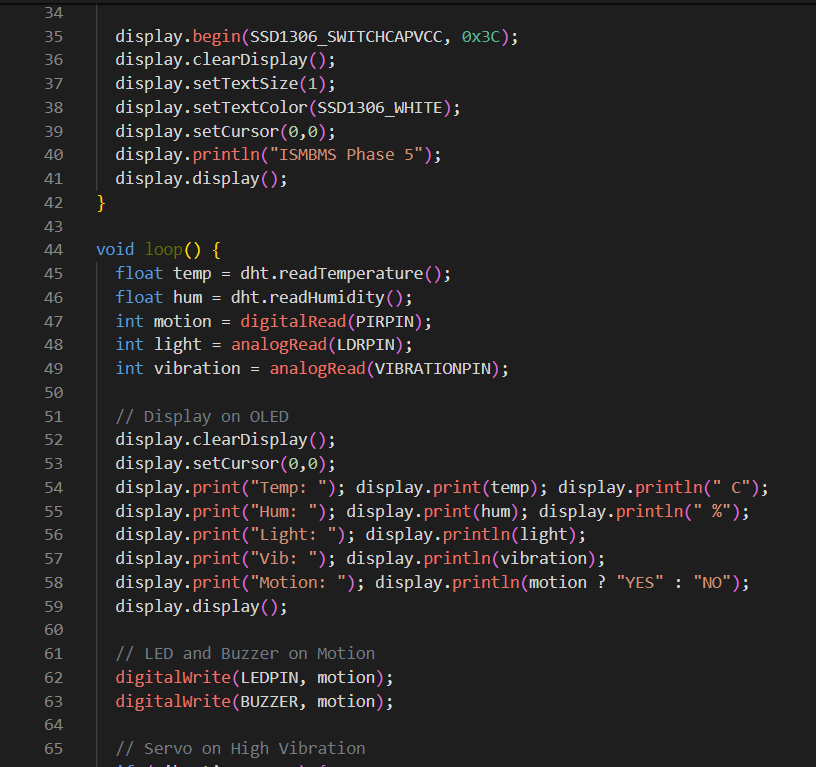 34
35 display.begin(SSD1306_SWITCHCAPVCC, 0x3C);
36 display.clearDisplay();
37 display.setTextSize(1);
38 display.setTextColor(SSD1306_WHITE);
39 display.setCursor(0,0);
40 display.println("ISMBMS Phase 5");
41 display.display();
42 }
43
44 void loop() {
45 float temp = dht.readTemperature();
46 float hum = dht.readHumidity();
47 int motion = digitalRead(PIRPIN);
48 int light = analogRead(LDRPIN);
49 int vibration = analogRead(VIBRATIONPIN);
50
51 // Display on OLED
52 display.clearDisplay();
53 display.setCursor(0,0);
54 display.print("Temp: "); display.print(temp); display.println(" C");
55 display.print("Hum: "); display.print(hum); display.println(" %");
56 display.print("Light: "); display.println(light);
57 display.print("Vib: "); display.println(vibration);
58 display.print("Motion: "); display.println(motion ? "YES" : "NO");
59 display.display();
60
61 // LED and Buzzer on Motion
62 digitalWrite(LEDPIN, motion);
63 digitalWrite(BUZZER, motion);
64
65 // Servo on High Vibration